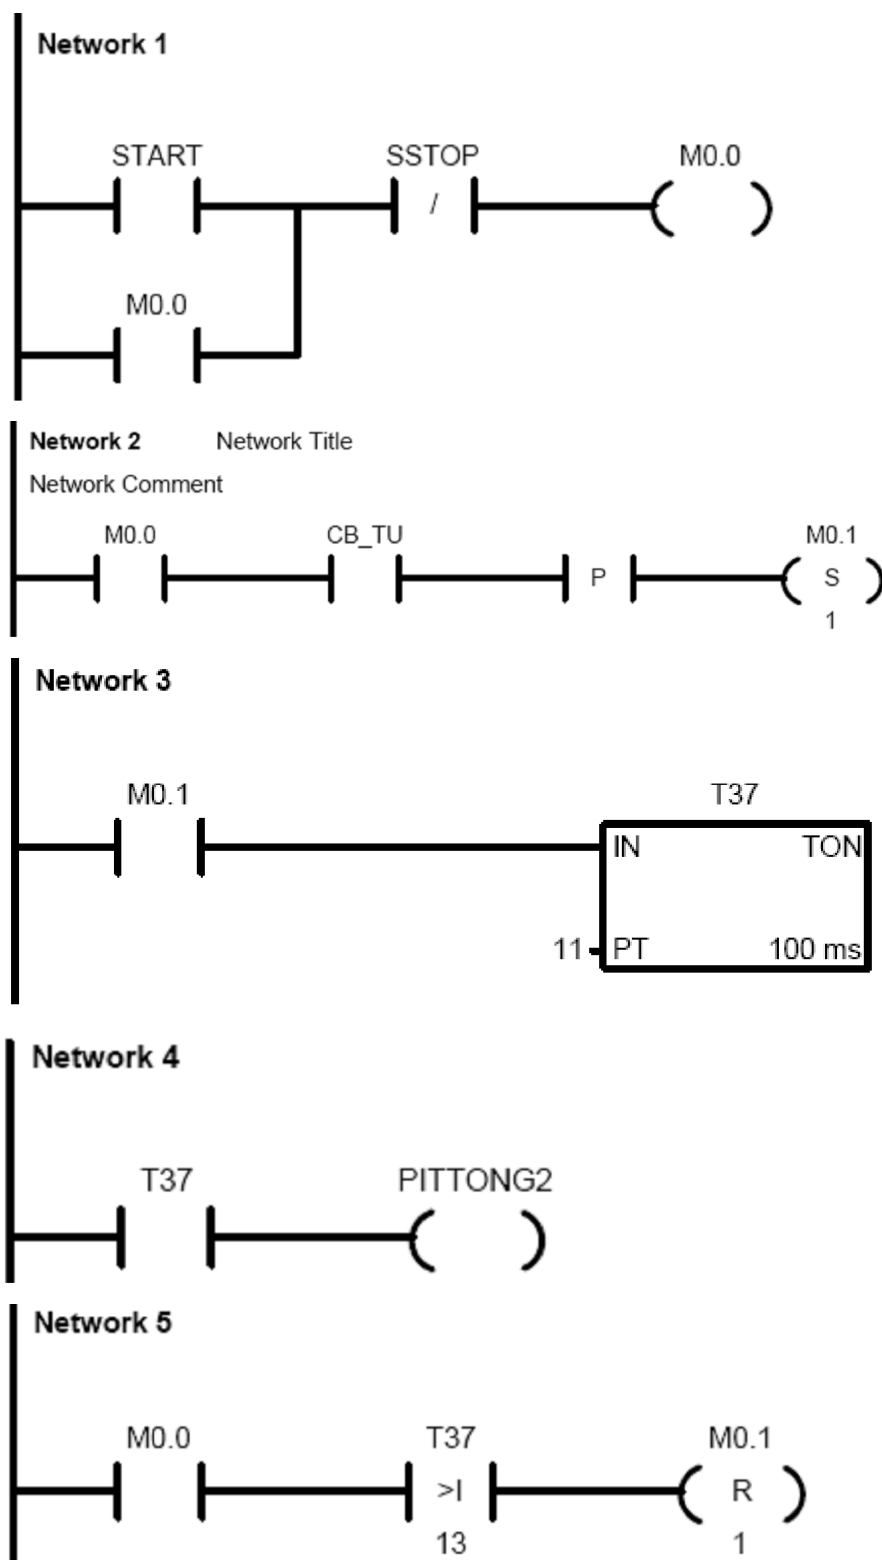 Network 1
START SSTOP M0.0
/
M0.0
Network 2 Network Title
Network Comment
M0.0 CB_TU M0.1
P S
1
Network 3
M0.1 T37
IN TON
11 PT 100 ms
Network 4
T37 PITTONG2
Network 5
M0.0 T37 M0.1
>I R
13 1